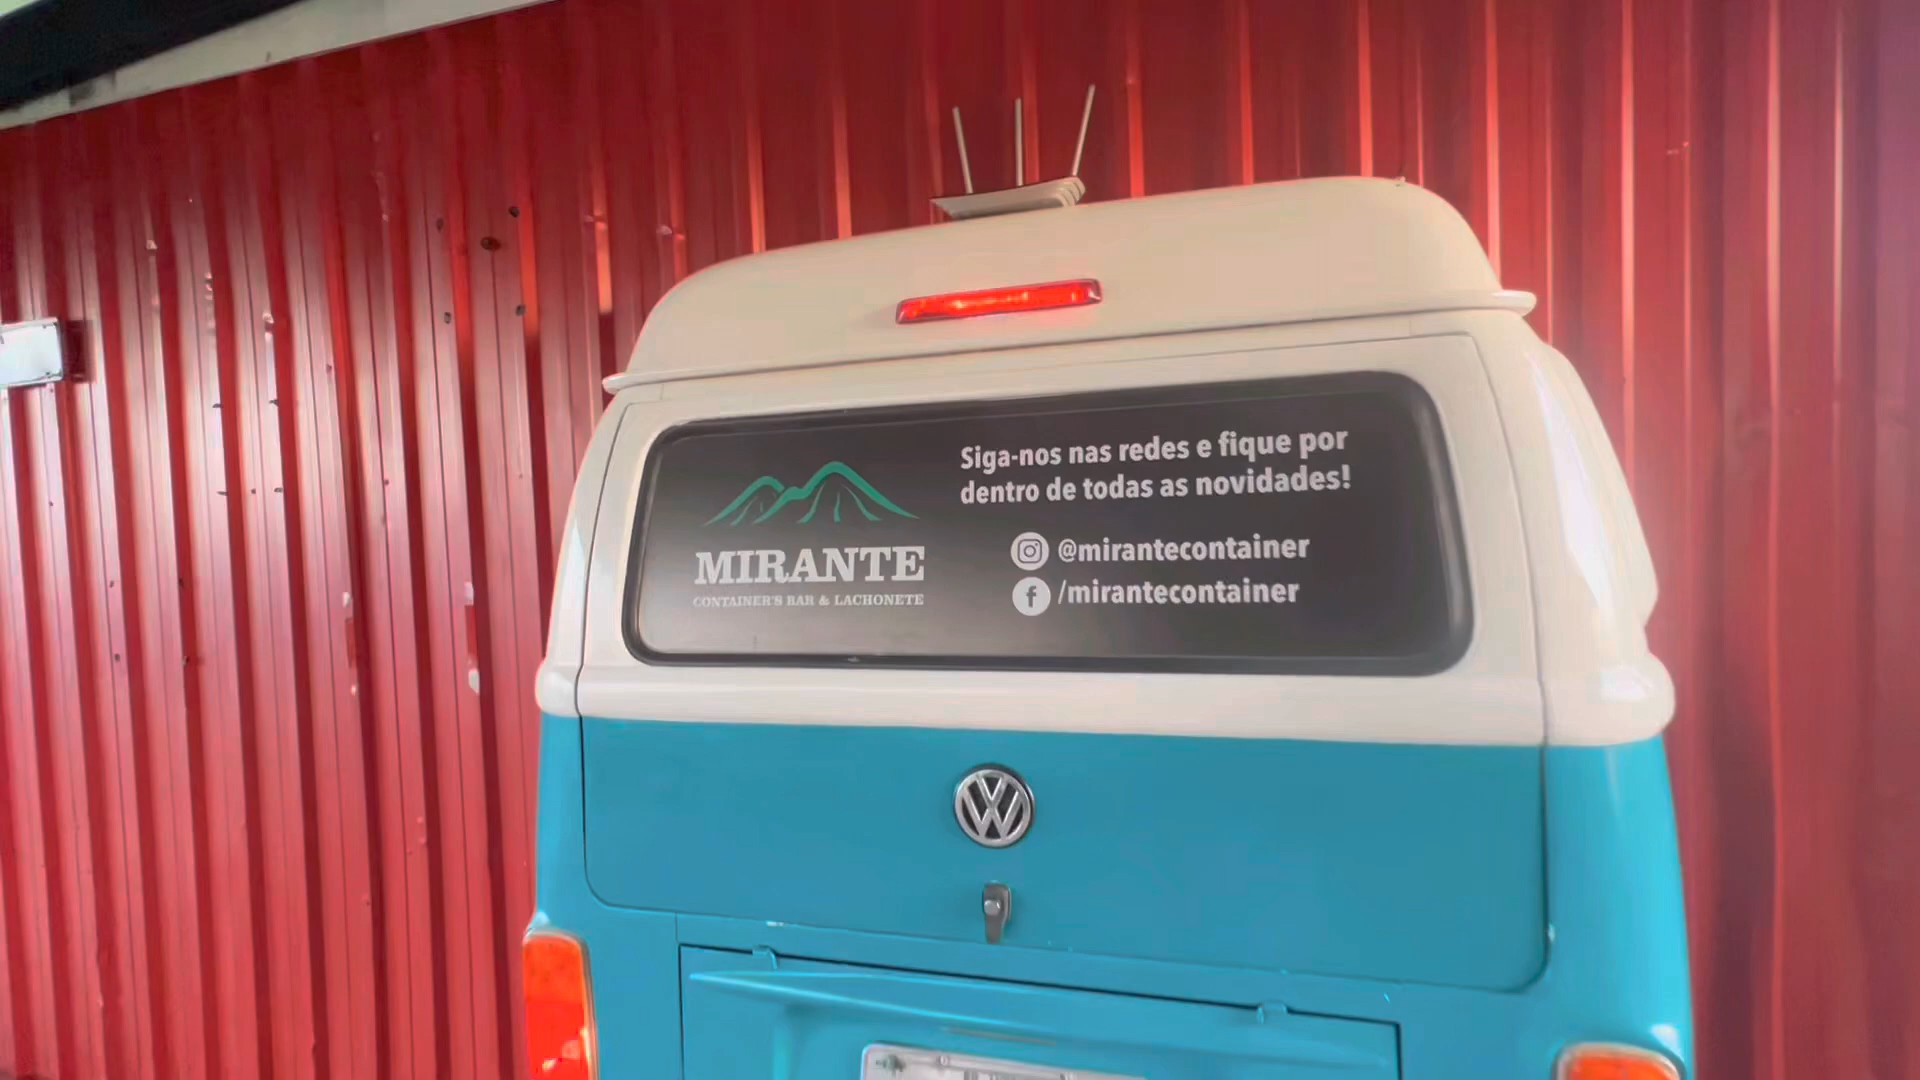 MIRANTE
CONTAINER'S BAR & LACHONETE
Siga-nos nas redes e fique por
dentro de todas as novidades!
@mirantecontainer
/mirantecontainer